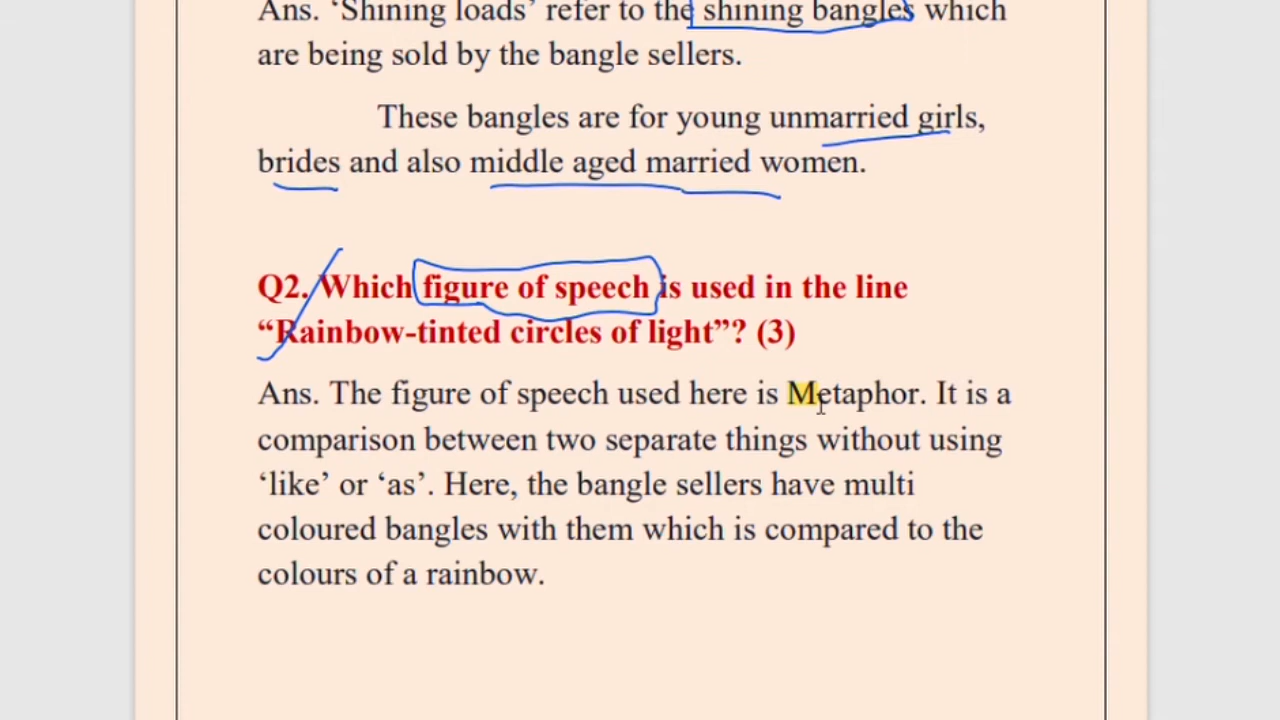 Ans. ‘Shining loads’ refer to the shining bangles which
are being sold by the bangle sellers.
These bangles are for young unmarried girls,
brides and also middle aged married women.
Q2. Which figure of speech is used in the line
“Rainbow-tinted circles of light”? (3)
Ans. The figure of speech used here is Metaphor. It is a
comparison between two separate things without using
‘like’ or ‘as’. Here, the bangle sellers have multi
coloured bangles with them which is compared to the
colours of a rainbow.